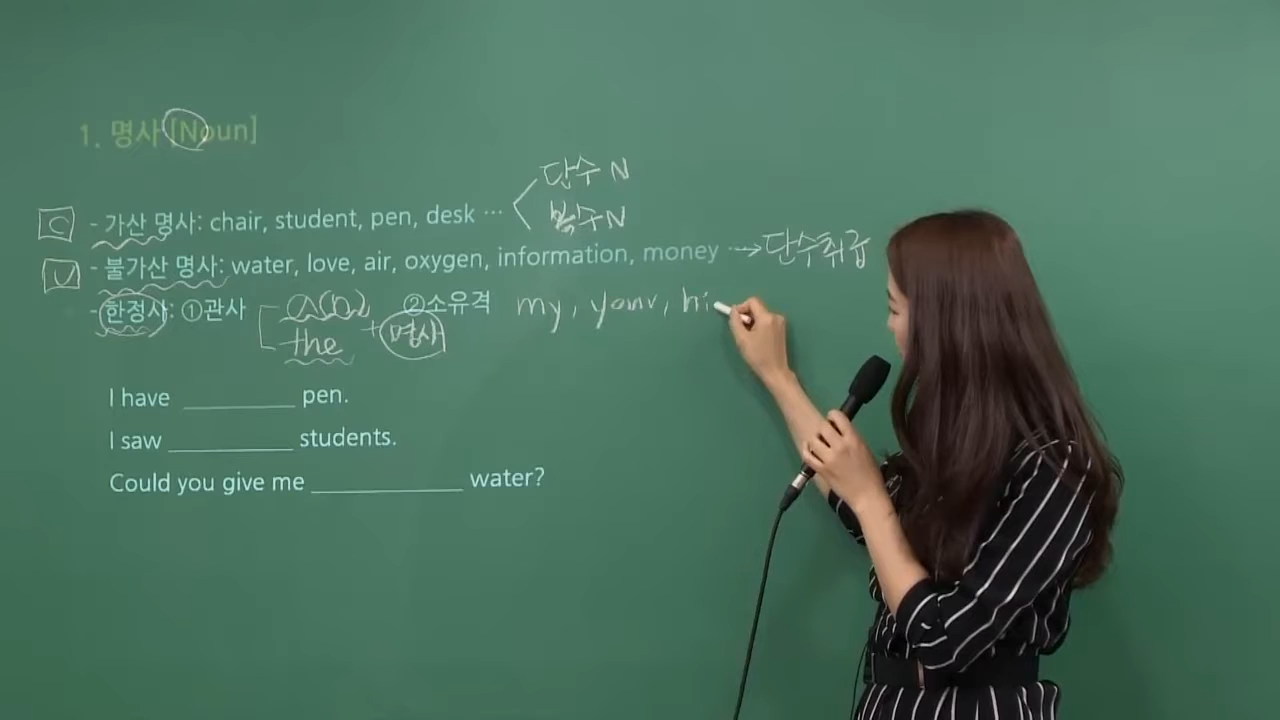 1. 명사 [Noun]
단수 N
C - 가산 명사: chair, student, pen, desk ···
복수 N
U - 불가산 명사: water, love, air, oxygen, information, money ··· → 단수취급
- 한정사: ①관사 a(n) ②소유격 my, your, hi
the + 명사
I have ________ pen.
I saw ________ students.
Could you give me ________ water?